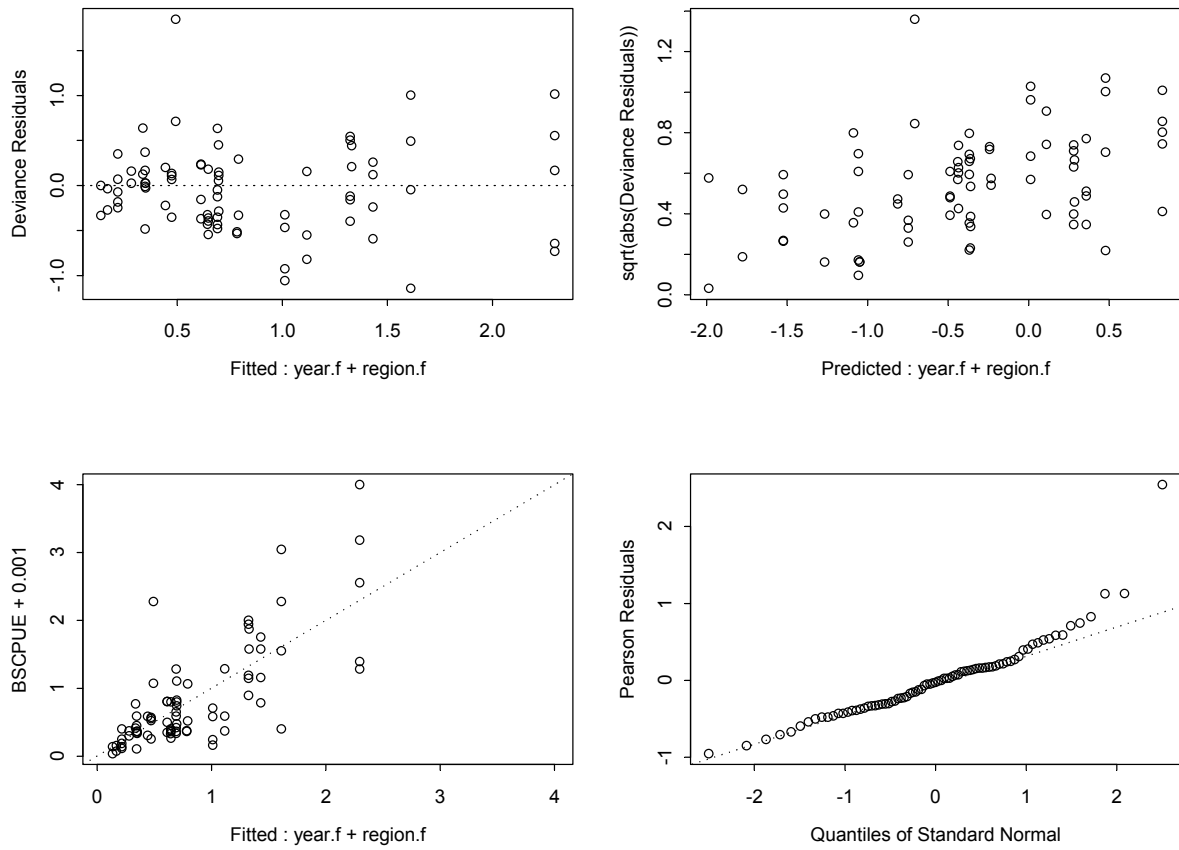 Deviance Residuals
-1.0 0.0 1.0
0.5 1.0 1.5 2.0
Fitted : year.f + region.f
sqrt(abs(Deviance Residuals))
0.0 0.4 0.8 1.2
-2.0 -1.5 -1.0 -0.5 0.0 0.5
Predicted : year.f + region.f
BSCPUE + 0.001
0 1 2 3 4
0 1 2 3 4
Fitted : year.f + region.f
Pearson Residuals
-1 0 1 2
-2 -1 0 1 2
Quantiles of Standard Normal